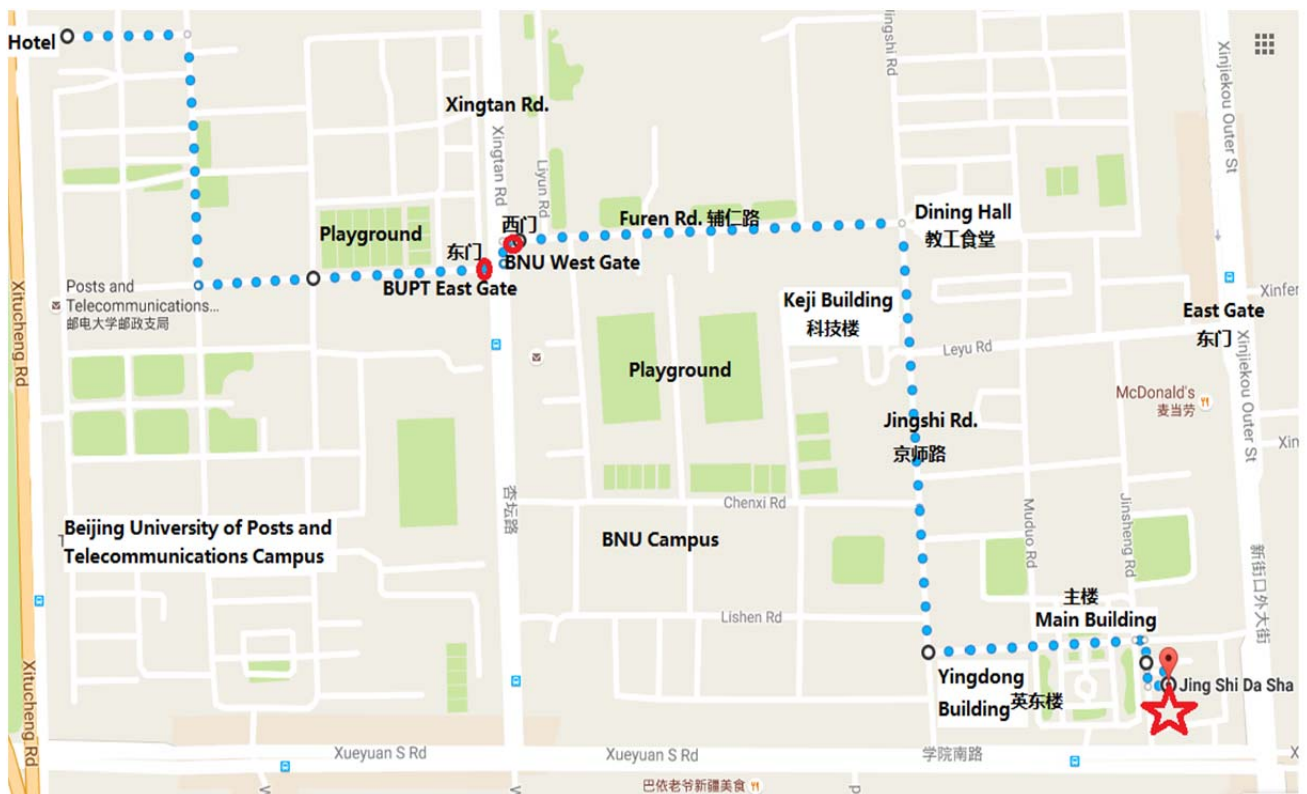 Hotel
Xingtan Rd.
Xingtan Rd
Liyun Rd
Jingshi Rd
Xinjiekou Outer St
Playground
东门
BUPT East Gate
西门
BNU West Gate
Furen Rd. 辅仁路
Dining Hall
教工食堂
Posts and
Telecommunications...
邮电大学邮政支局
Xitucheng Rd
Keji Building
科技楼
Leyu Rd
East Gate
东门
Xinfer
Xinjiekou Outer St
Playground
McDonald's
麦当劳
Jingshi Rd.
京师路
Xin
Chenxi Rd
杏坛路
Muduo Rd
Jinsheng Rd
Beijing University of Posts and
Telecommunications Campus
BNU Campus
新街口外大街
Lishen Rd
主楼
Main Building
Yingdong
Building 英东楼
Jing Shi Da Sha
Xitucheng Rd
Xueyuan S Rd
Xueyuan S Rd
学院南路
X
巴依老爷新疆美食